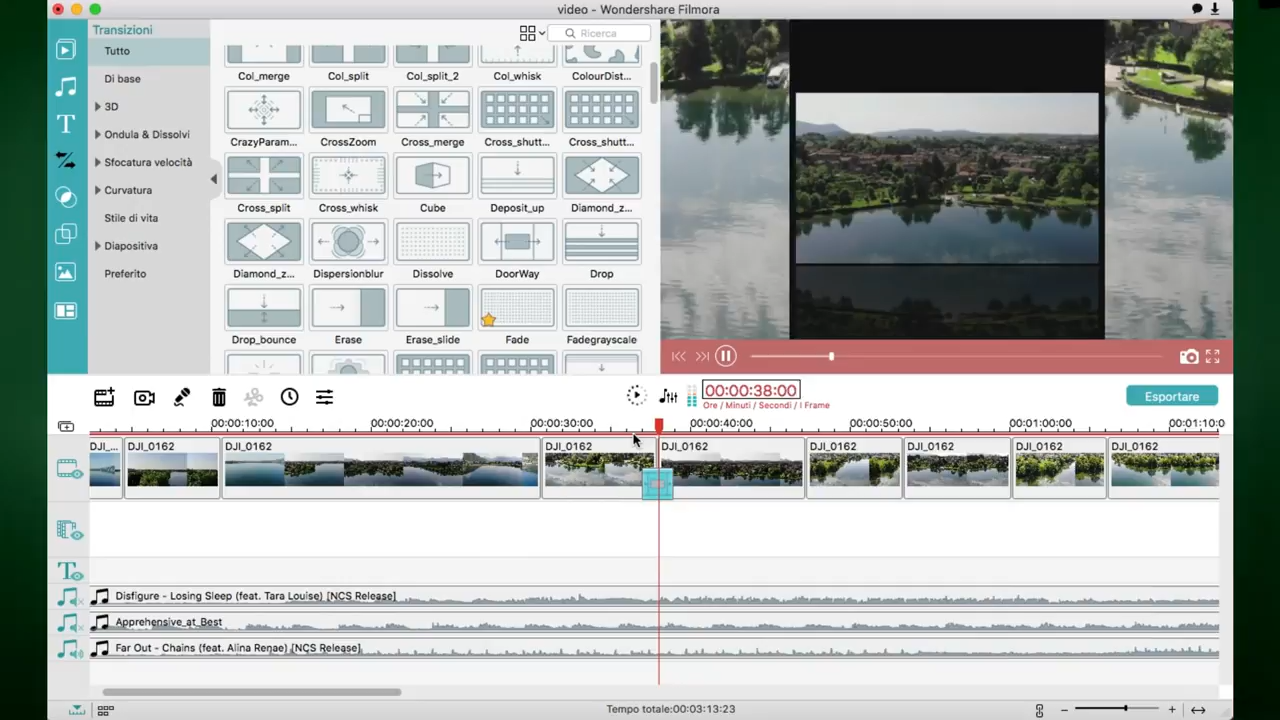 video - Wondershare Filmora
Transizioni
Tutto
Di base
3D
Ondula & Dissolvi
Sfocatura velocità
Curvatura
Stile di vita
Diapositiva
Preferito
Ricerca
Col_merge Col_split Col_split_2 Col_whisk ColourDist...
CrazyParam... CrossZoom Cross_merge Cross_shutt... Cross_shutt...
Cross_split Cross_whisk Cube Deposit_up Diamond_z...
Diamond_z... Dispersionblur Dissolve DoorWay Drop
Drop_bounce Erase Erase_slide Fade Fadegrayscale
00:00:38:00
Ore / Minuti / Secondi / I Frame
Esportare
00:00:10:00 00:00:20:00 00:00:30:00 00:00:40:00 00:00:50:00 00:01:00:00 00:01:10:0
DJI_... DJI_0162 DJI_0162 DJI_0162 DJI_0162 DJI_0162 DJI_0162 DJI_0162 DJI_0162
Disfigure - Losing Sleep (feat. Tara Louise) [NCS Release]
Apprehensive_at_Best
Far Out - Chains (feat. Alina Renae) [NCS Release]
Tempo totale:00:03:13:23